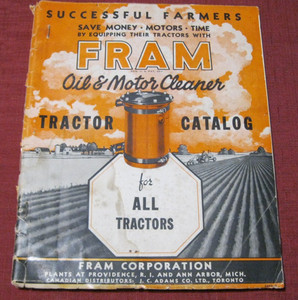 SUCCESSFUL FARMERS
SAVE MONEY • MOTORS • TIME
BY EQUIPPING THEIR TRACTORS WITH
FRAM
Oil & Motor Cleaner
TRACTOR CATALOG
for
ALL
TRACTORS
FRAM CORPORATION
PLANTS AT PROVIDENCE, R. I. AND ANN ARBOR, MICH.
CANADIAN DISTRIBUTORS: J. C. ADAMS CO. LTD., TORONTO